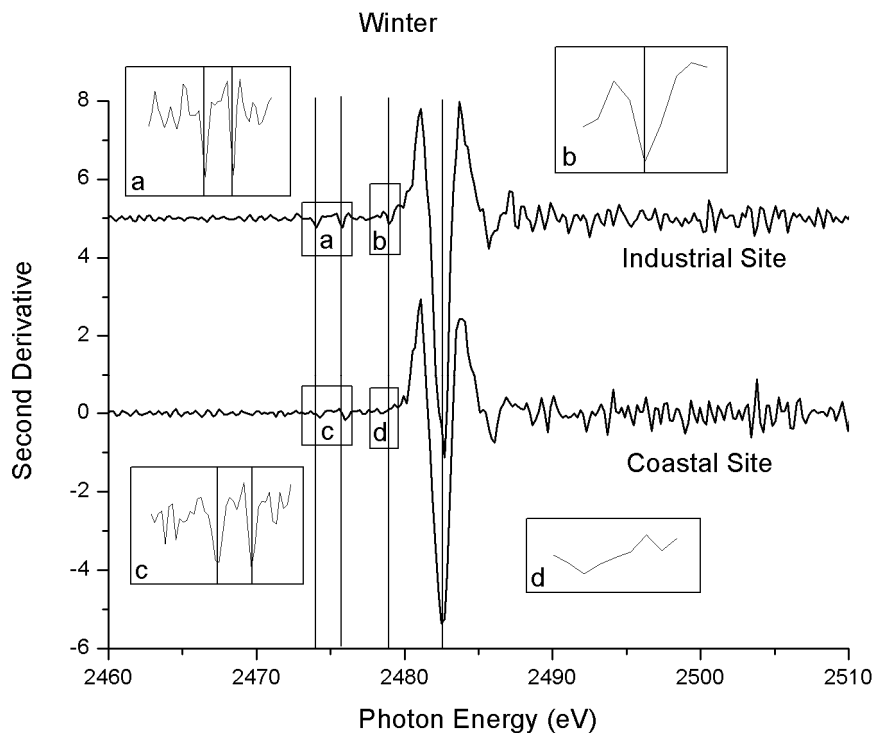 Winter
a
b
8
6
4
2
0
-2
-4
-6
Second Derivative
a
b
Industrial Site
c
d
Coastal Site
c
d
2460
2470
2480
2490
2500
2510
Photon Energy (eV)